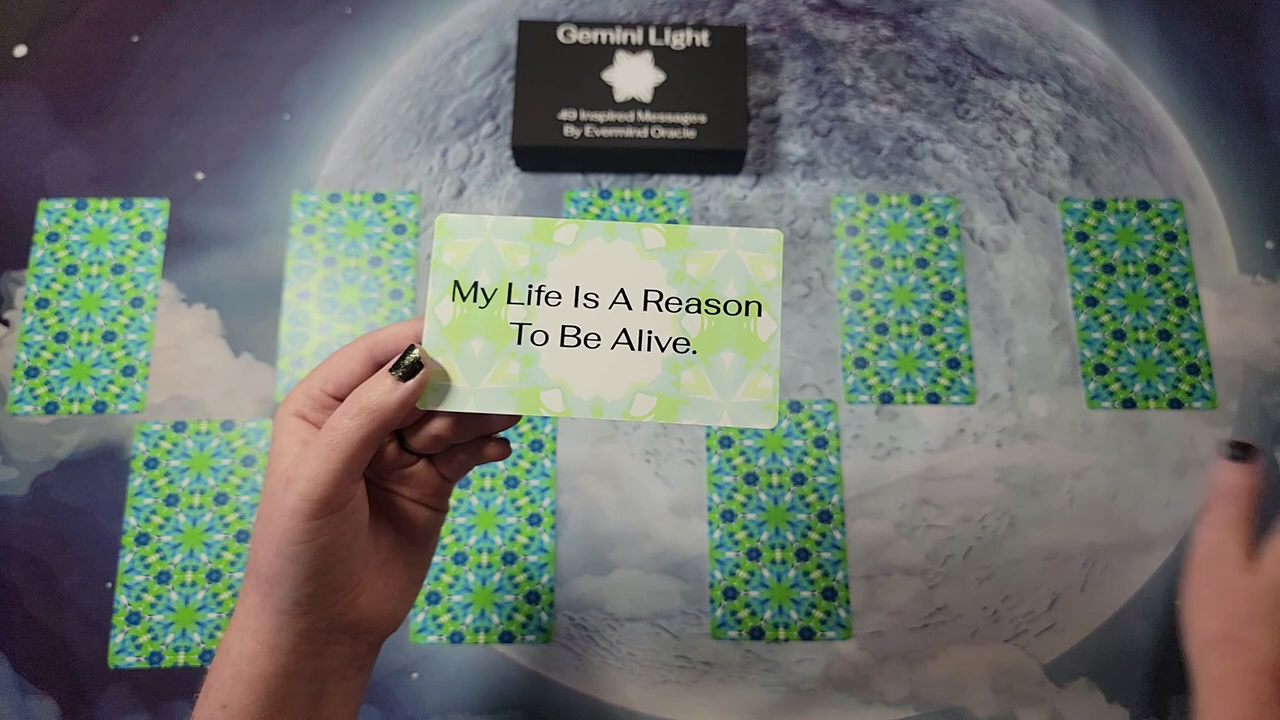 Gemini Light
49 Inspired Messages
By Evermind Oracle
My Life Is A Reason
To Be Alive.